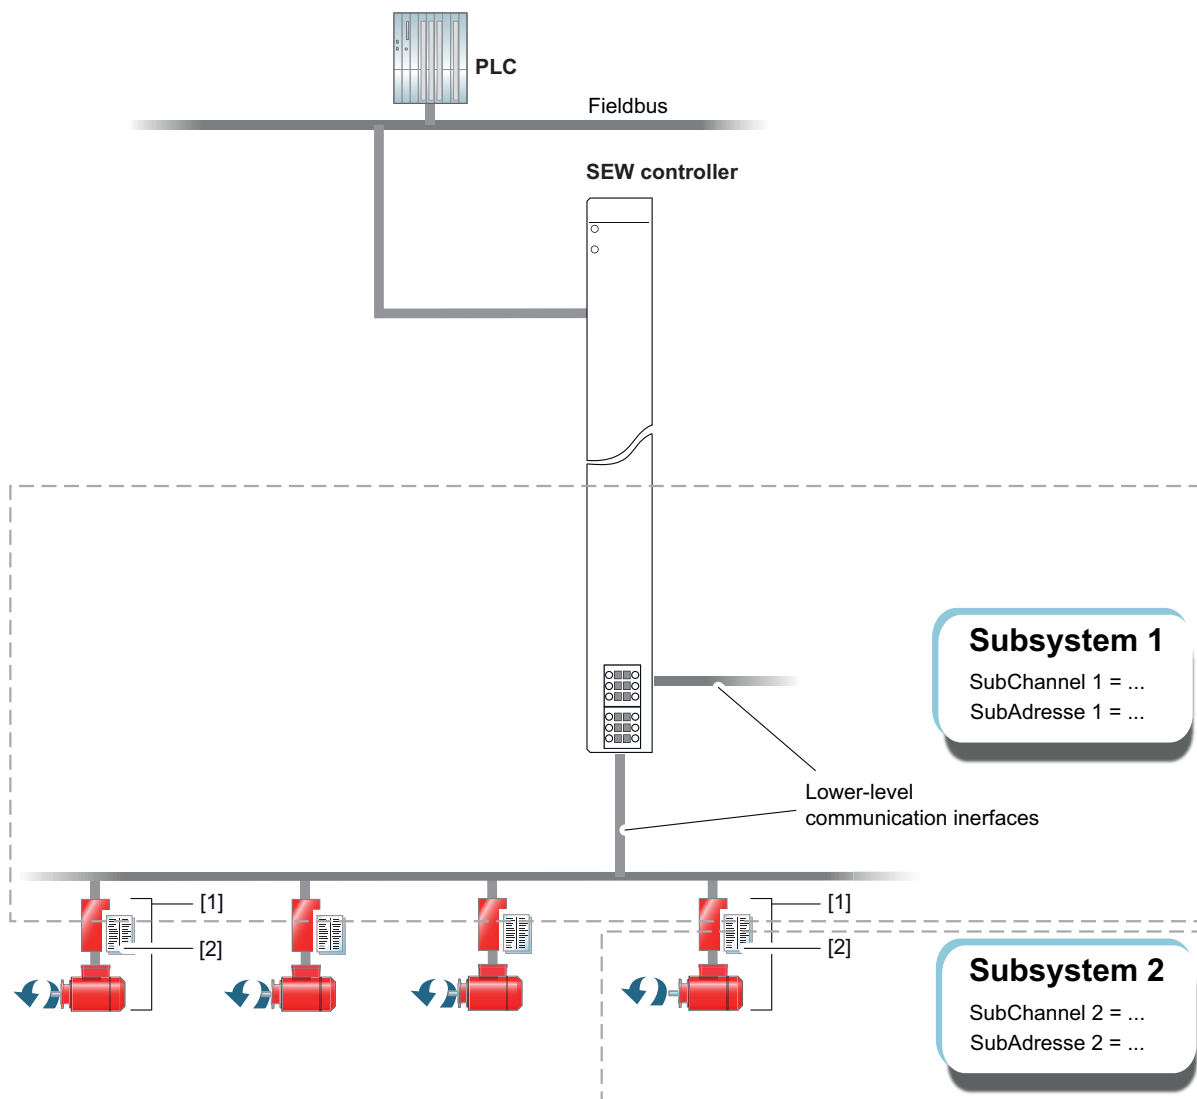 PLC
Fieldbus
SEW controller
Subsystem 1
SubChannel 1 = ...
SubAdresse 1 = ...
Lower-level
communication inerfaces
[1]
[1]
[2]
[2]
Subsystem 2
SubChannel 2 = ...
SubAdresse 2 = ...